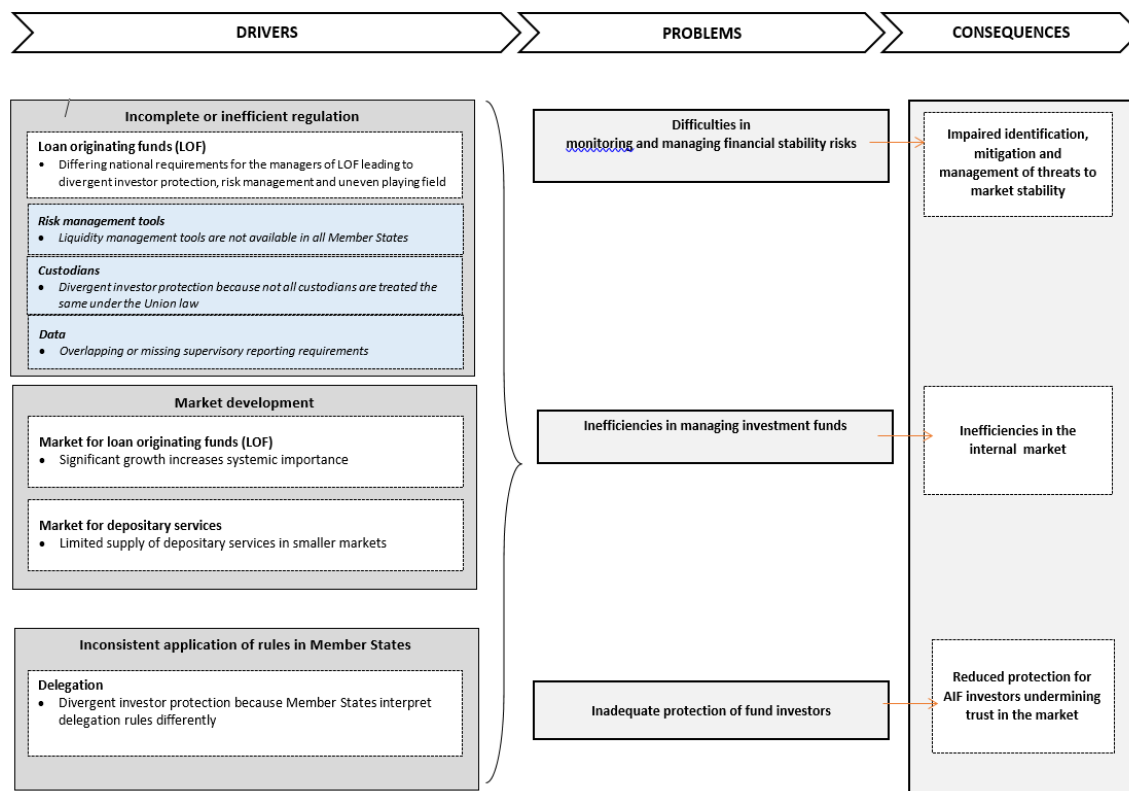 DRIVERS
PROBLEMS
CONSEQUENCES
Incomplete or inefficient regulation
Loan originating funds (LOF)
• Differing national requirements for the managers of LOF leading to
divergent investor protection, risk management and uneven playing field
Risk management tools
• Liquidity management tools are not available in all Member States
Custodians
• Divergent investor protection because not all custodians are treated the
same under the Union law
Data
• Overlapping or missing supervisory reporting requirements
Market development
Market for loan originating funds (LOF)
• Significant growth increases systemic importance
Market for depositary services
• Limited supply of depositary services in smaller markets
Inconsistent application of rules in Member States
Delegation
• Divergent investor protection because Member States interpret
delegation rules differently
Difficulties in
monitoring and managing financial stability risks
Inefficiencies in managing investment funds
Inadequate protection of fund investors
Impaired identification,
mitigation and
management of threats to
market stability
Inefficiencies in the
internal market
Reduced protection for
AIF investors undermining
trust in the market